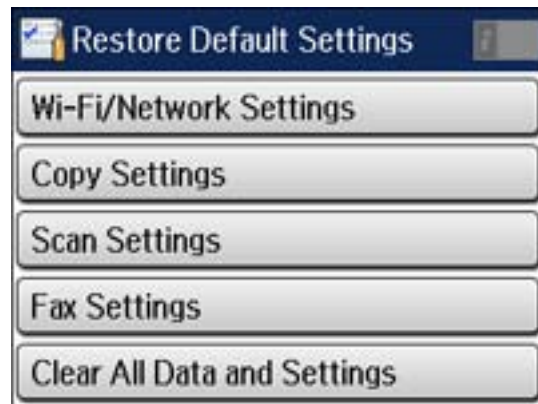 Restore Default Settings
Wi-Fi/Network Settings
Copy Settings
Scan Settings
Fax Settings
Clear All Data and Settings